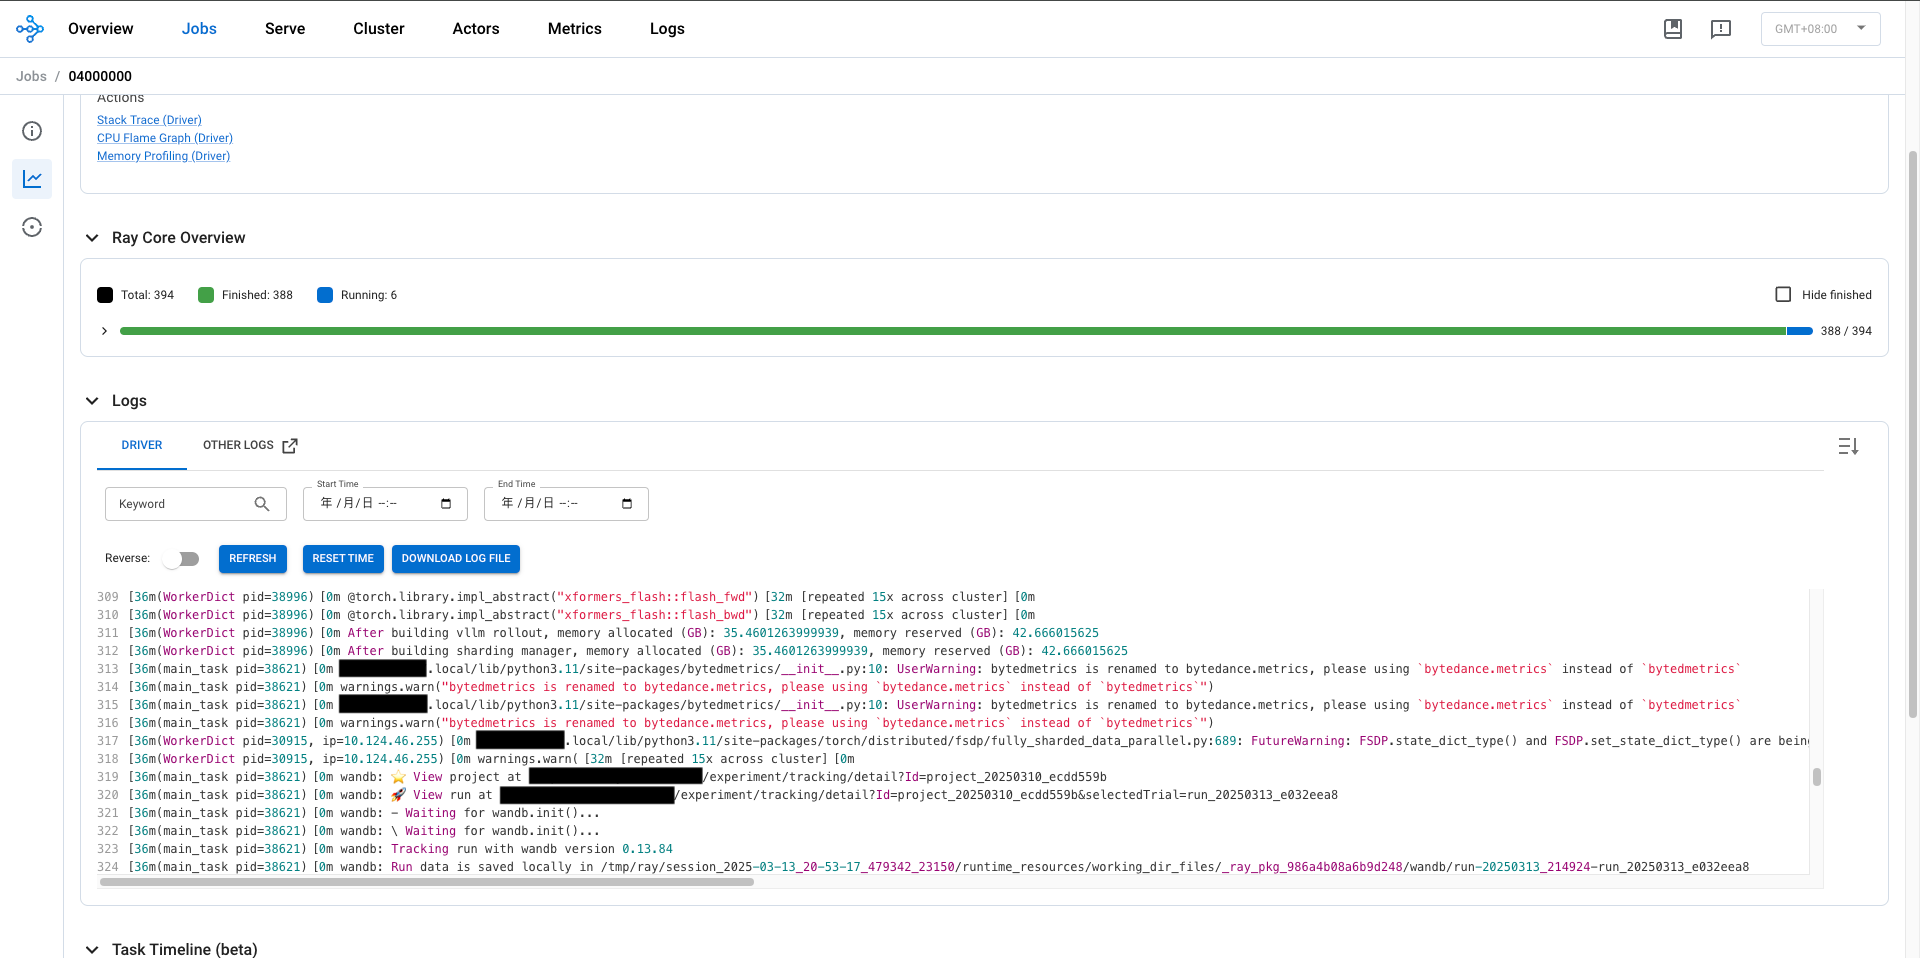 Overview Jobs Serve Cluster Actors Metrics Logs GMT+08:00
Jobs / 04000000
Actions
Stack Trace (Driver)
CPU Flame Graph (Driver)
Memory Profiling (Driver)
Ray Core Overview
Total: 394 Finished: 388 Running: 6 Hide finished
388 / 394
Logs
DRIVER OTHER LOGS
Start Time End Time
Keyword 年 /月/日 --:-- 年 /月/日 --:--
Reverse: REFRESH RESET TIME DOWNLOAD LOG FILE
309 [36m(WorkerDict pid=38996)[0m @torch.library.impl_abstract("xformers_flash::flash_fwd")[32m [repeated 15x across cluster][0m
310 [36m(WorkerDict pid=38996)[0m @torch.library.impl_abstract("xformers_flash::flash_bwd")[32m [repeated 15x across cluster][0m
311 [36m(WorkerDict pid=38996)[0m After building vllm rollout, memory allocated (GB): 35.4601263999939, memory reserved (GB): 42.666015625
312 [36m(WorkerDict pid=38996)[0m After building sharding manager, memory allocated (GB): 35.4601263999939, memory reserved (GB): 42.666015625
313 [36m(main_task pid=38621)[0m .local/lib/python3.11/site-packages/bytedmetrics/__init__.py:10: UserWarning: bytedmetrics is renamed to bytedance.metrics, please using `bytedance.metrics` instead of `bytedmetrics`
314 [36m(main_task pid=38621)[0m warnings.warn("bytedmetrics is renamed to bytedance.metrics, please using `bytedance.metrics` instead of `bytedmetrics`")
315 [36m(main_task pid=38621)[0m .local/lib/python3.11/site-packages/bytedmetrics/__init__.py:10: UserWarning: bytedmetrics is renamed to bytedance.metrics, please using `bytedance.metrics` instead of `bytedmetrics`
316 [36m(main_task pid=38621)[0m warnings.warn("bytedmetrics is renamed to bytedance.metrics, please using `bytedance.metrics` instead of `bytedmetrics`")
317 [36m(WorkerDict pid=30915, ip=10.124.46.255)[0m .local/lib/python3.11/site-packages/torch/distributed/fsdp/fully_sharded_data_parallel.py:689: FutureWarning: FSDP.state_dict_type() and FSDP.set_state_dict_type() are being
318 [36m(WorkerDict pid=30915, ip=10.124.46.255)[0m warnings.warn( [32m [repeated 15x across cluster][0m
319 [36m(main_task pid=38621)[0m wandb: ⭐ View project at /experiment/tracking/detail?Id=project_20250310_ecdd559b
320 [36m(main_task pid=38621)[0m wandb: 🚀 View run at /experiment/tracking/detail?Id=project_20250310_ecdd559b&selectedTrial=run_20250313_e032eea8
321 [36m(main_task pid=38621)[0m wandb: - Waiting for wandb.init()...
322 [36m(main_task pid=38621)[0m wandb: \ Waiting for wandb.init()...
323 [36m(main_task pid=38621)[0m wandb: Tracking run with wandb version 0.13.84
324 [36m(main_task pid=38621)[0m wandb: Run data is saved locally in /tmp/ray/session_2025-03-13_20-53-17_479342_23150/runtime_resources/working_dir_files/_ray_pkg_986a4b08a6b9d248/wandb/run-20250313_214924-run_20250313_e032eea8
Task Timeline (beta)